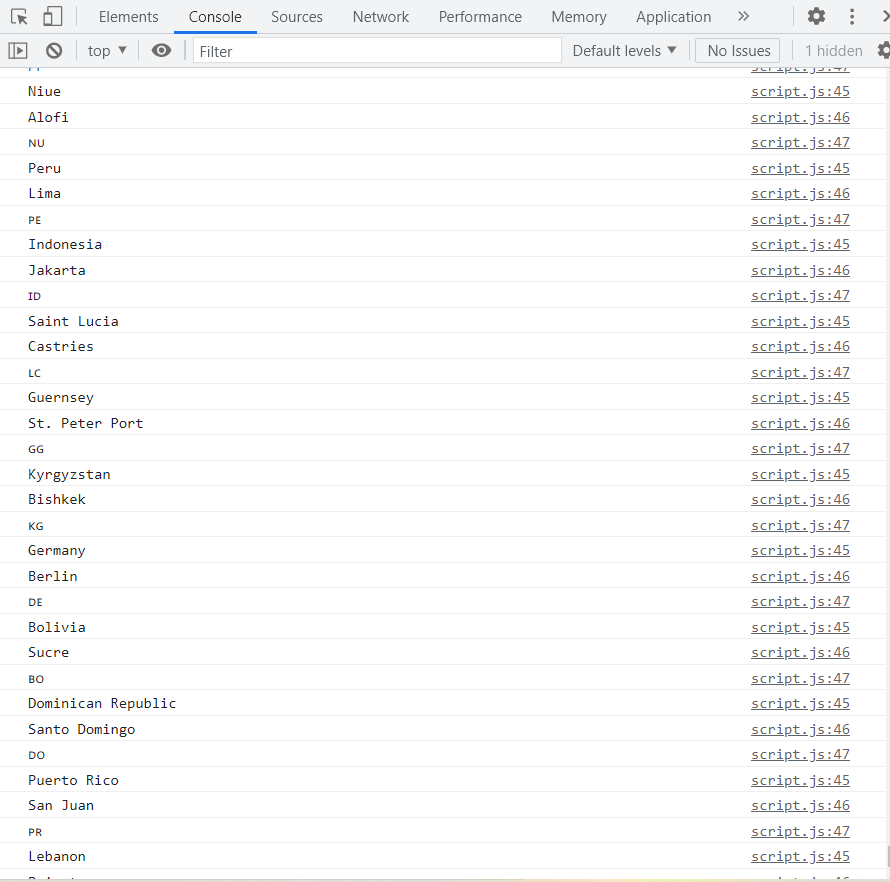 Elements Console Sources Network Performance Memory Application
top Filter Default levels No Issues 1 hidden
script.js:47
Niue script.js:45
Alofi script.js:46
NU script.js:47
Peru script.js:45
Lima script.js:46
PE script.js:47
Indonesia script.js:45
Jakarta script.js:46
ID script.js:47
Saint Lucia script.js:45
Castries script.js:46
LC script.js:47
Guernsey script.js:45
St. Peter Port script.js:46
GG script.js:47
Kyrgyzstan script.js:45
Bishkek script.js:46
KG script.js:47
Germany script.js:45
Berlin script.js:46
DE script.js:47
Bolivia script.js:45
Sucre script.js:46
BO script.js:47
Dominican Republic script.js:45
Santo Domingo script.js:46
DO script.js:47
Puerto Rico script.js:45
San Juan script.js:46
PR script.js:47
Lebanon script.js:45